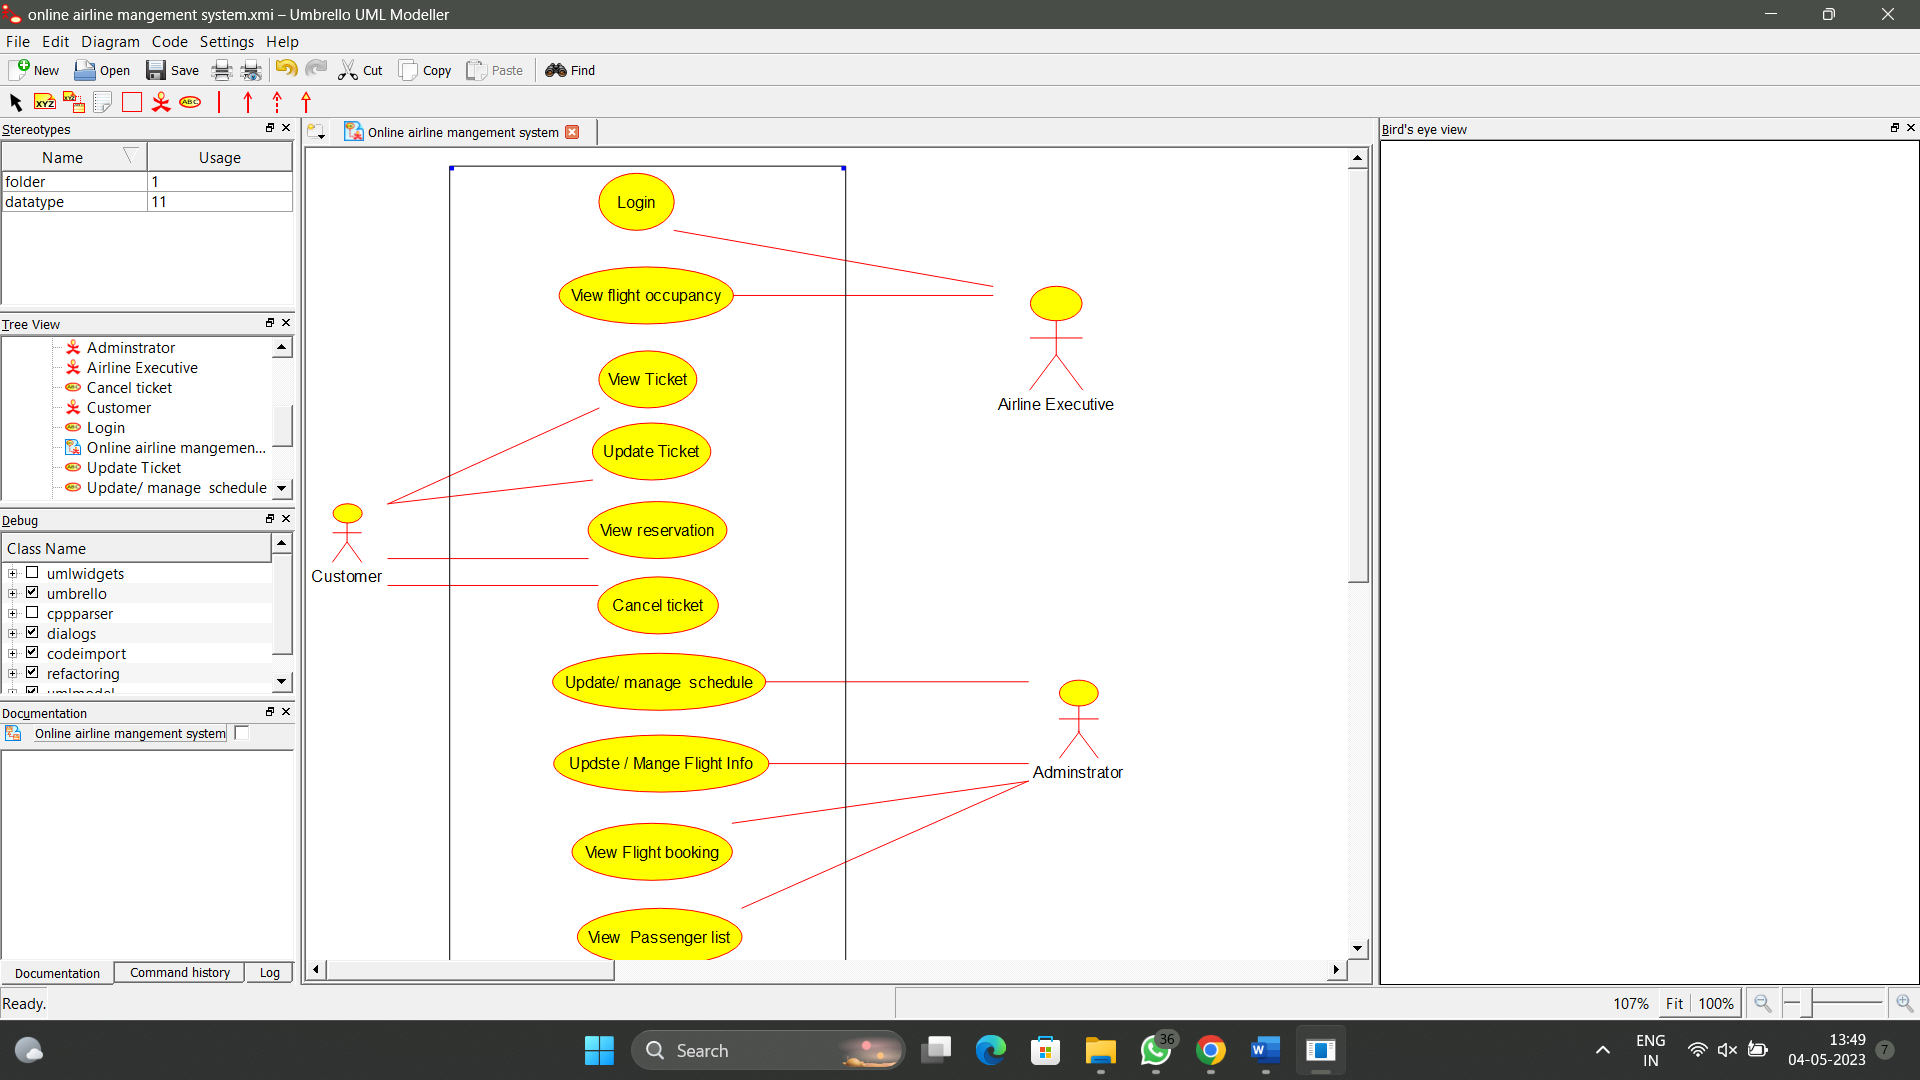 online airline mangement system.xmi – Umbrello UML Modeller
File Edit Diagram Code Settings Help
New Open Save Cut Copy Paste Find
XYZ XYZ ABC
Stereotypes
Name Usage
folder 1
datatype 11
Tree View
Adminstrator
Airline Executive
Cancel ticket
Customer
Login
Online airline mangemen...
Update Ticket
Update/ manage schedule
Debug
Class Name
umlwidgets
umbrello
cppparser
dialogs
codeimport
refactoring
umlmodel
Documentation
Online airline mangement system
Documentation Command history Log
Ready.
Online airline mangement system
Login
View flight occupancy
Airline Executive
View Ticket
Update Ticket
View reservation
Customer
Cancel ticket
Update/ manage schedule
Updste / Mange Flight Info
Adminstrator
View Flight booking
View Passenger list
Bird's eye view
107% Fit 100%
Search
36
W
ENG
IN
13:49
04-05-2023
7